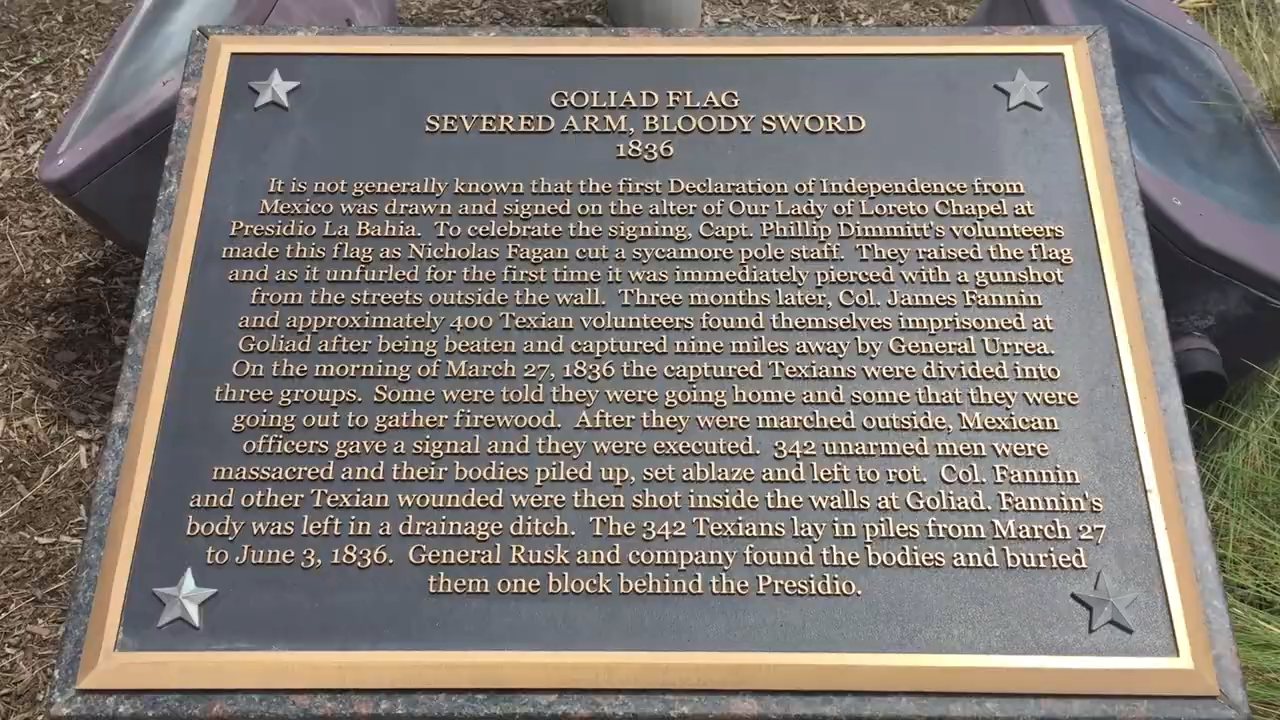 GOLIAD FLAG
SEVERED ARM, BLOODY SWORD
1836
It is not generally known that the first Declaration of Independence from
Mexico was drawn and signed on the alter of Our Lady of Loreto Chapel at
Presidio La Bahia. To celebrate the signing, Capt. Phillip Dimmitt's volunteers
made this flag as Nicholas Fagan cut a sycamore pole staff. They raised the flag
and as it unfurled for the first time it was immediately pierced with a gunshot
from the streets outside the wall. Three months later, Col. James Fannin
and approximately 400 Texian volunteers found themselves imprisoned at
Goliad after being beaten and captured nine miles away by General Urrea.
On the morning of March 27, 1836 the captured Texians were divided into
three groups. Some were told they were going home and some that they were
going out to gather firewood. After they were marched outside, Mexican
officers gave a signal and they were executed. 342 unarmed men were
massacred and their bodies piled up, set ablaze and left to rot. Col. Fannin
and other Texian wounded were then shot inside the walls at Goliad. Fannin's
body was left in a drainage ditch. The 342 Texians lay in piles from March 27
to June 3, 1836. General Rusk and company found the bodies and buried
them one block behind the Presidio.